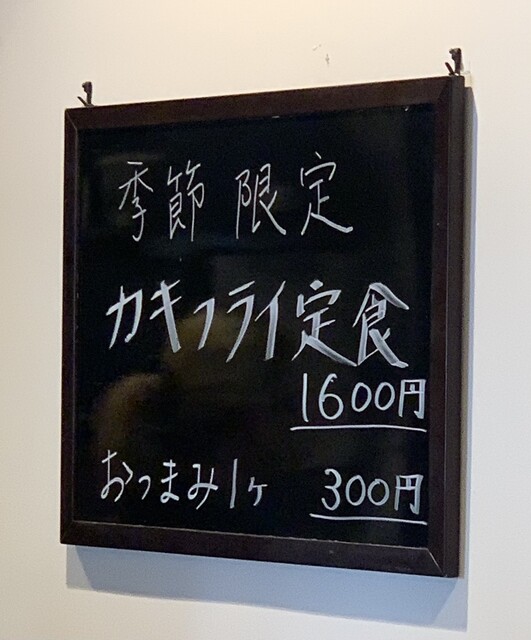 季節 限定
カキフライ定食
1600円
おつまみ1ヶ 300円